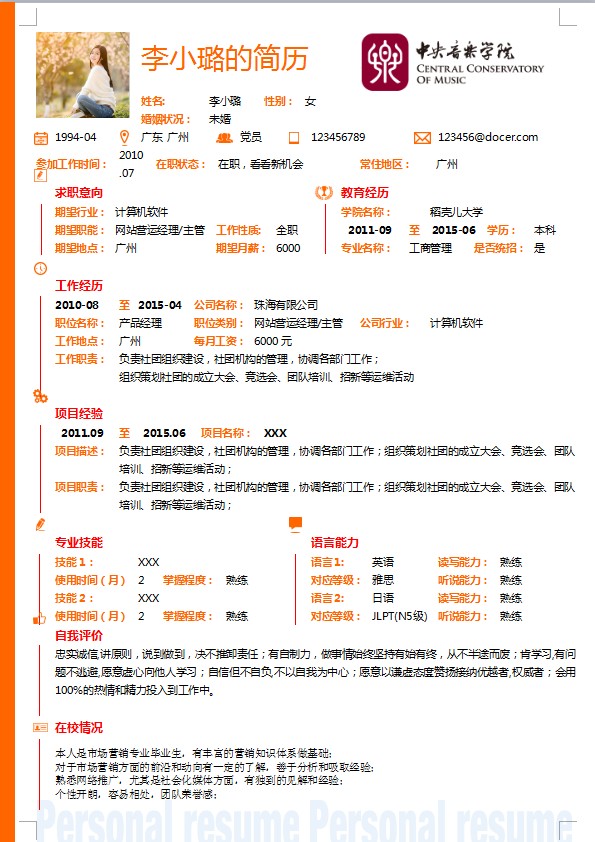 李小璐的简历
中央音乐学院
CENTRAL CONSERVATORY
OF MUSIC
姓名: 李小璐 性别: 女
婚姻状况: 未婚
1994-04 广东 广州 党员 123456789 123456@docer.com
参加工作时间: 2010.07 在职状态: 在职，看看新机会 常住地区: 广州
求职意向 教育经历
期望行业: 计算机软件 学院名称: 稻壳儿大学
期望职能: 网站营运经理/主管 工作性质: 全职 2011-09 至 2015-06 学历: 本科
期望地点: 广州 期望月薪: 6000 专业名称: 工商管理 是否统招: 是
工作经历
2010-08 至 2015-04 公司名称: 珠海有限公司
职位名称: 产品经理 职位类别: 网站营运经理/主管 公司行业: 计算机软件
工作地点: 广州 每月工资: 6000 元
工作职责: 负责社团组织建设，社团机构的管理，协调各部门工作；
组织策划社团的成立大会、竞选会、团队培训、招新等运维活动
项目经验
2011.09 至 2015.06 项目名称: XXX
项目描述: 负责社团组织建设，社团机构的管理，协调各部门工作；组织策划社团的成立大会、竞选会、团队
培训、招新等运维活动；
项目职责: 负责社团组织建设，社团机构的管理，协调各部门工作；组织策划社团的成立大会、竞选会、团队
培训、招新等运维活动；
专业技能 语言能力
技能1: XXX 语言1: 英语 读写能力: 熟练
使用时间（月） 2 掌握程度: 熟练 对应等级: 雅思 听说能力: 熟练
技能2: XXX 语言2: 日语 读写能力: 熟练
使用时间（月） 2 掌握程度: 熟练 对应等级: JLPT(N5级) 听说能力: 熟练
自我评价
忠实诚信,讲原则，说到做到，决不推卸责任；有自制力，做事情始终坚持有始有终，从不半途而废；肯学习,有问
题不逃避,愿意虚心向他人学习；自信但不自负,不以自我为中心；愿意以谦虚态度赞扬接纳优越者,权威者；会用
100%的热情和精力投入到工作中。
在校情况
本人是市场营销专业毕业生，有丰富的营销知识体系做基础；
对于市场营销方面的前沿和动向有一定的了解，善于分析和吸取经验；
熟悉网络推广，尤其是社会化媒体方面，有独到的见解和经验；
个性开朗，容易相处，团队荣誉感；
Personal resume Personal resume